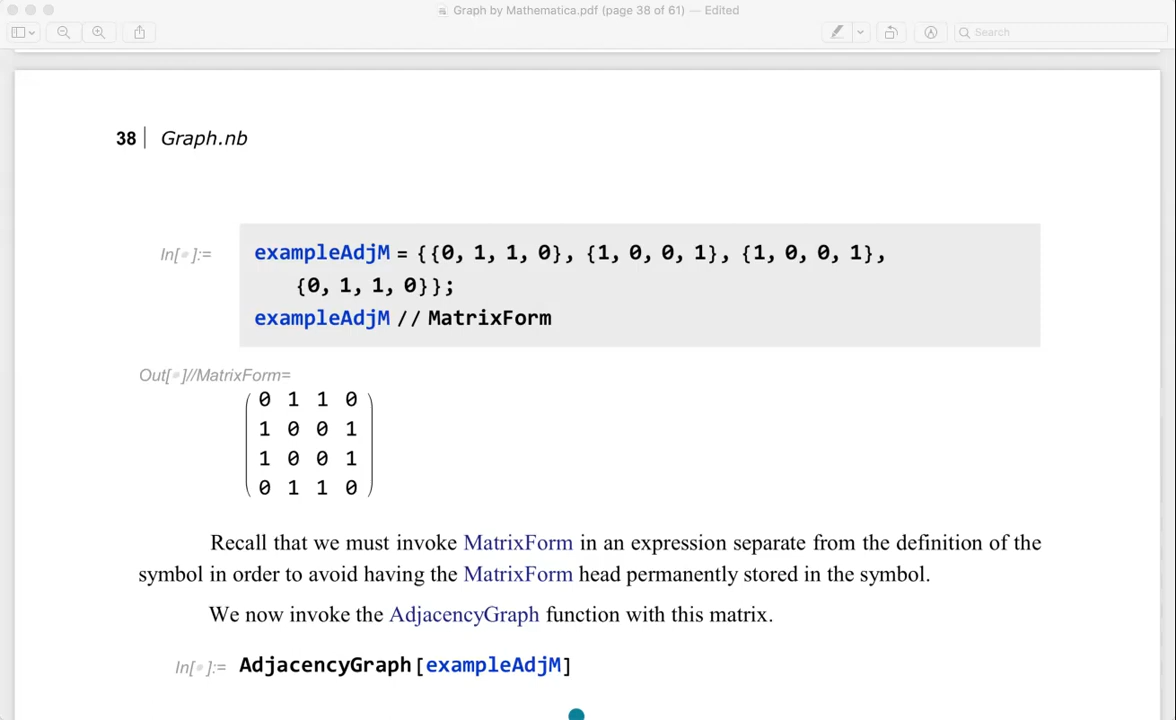 Graph by Mathematica.pdf (page 38 of 61) — Edited
Search
38 | Graph.nb
In[ ]:= exampleAdjM = {{0, 1, 1, 0}, {1, 0, 0, 1}, {1, 0, 0, 1},
{0, 1, 1, 0}};
exampleAdjM // MatrixForm
Out[ ]//MatrixForm=
0 1 1 0
1 0 0 1
1 0 0 1
0 1 1 0
Recall that we must invoke MatrixForm in an expression separate from the definition of the
symbol in order to avoid having the MatrixForm head permanently stored in the symbol.
We now invoke the AdjacencyGraph function with this matrix.
In[ ]:= AdjacencyGraph[exampleAdjM]